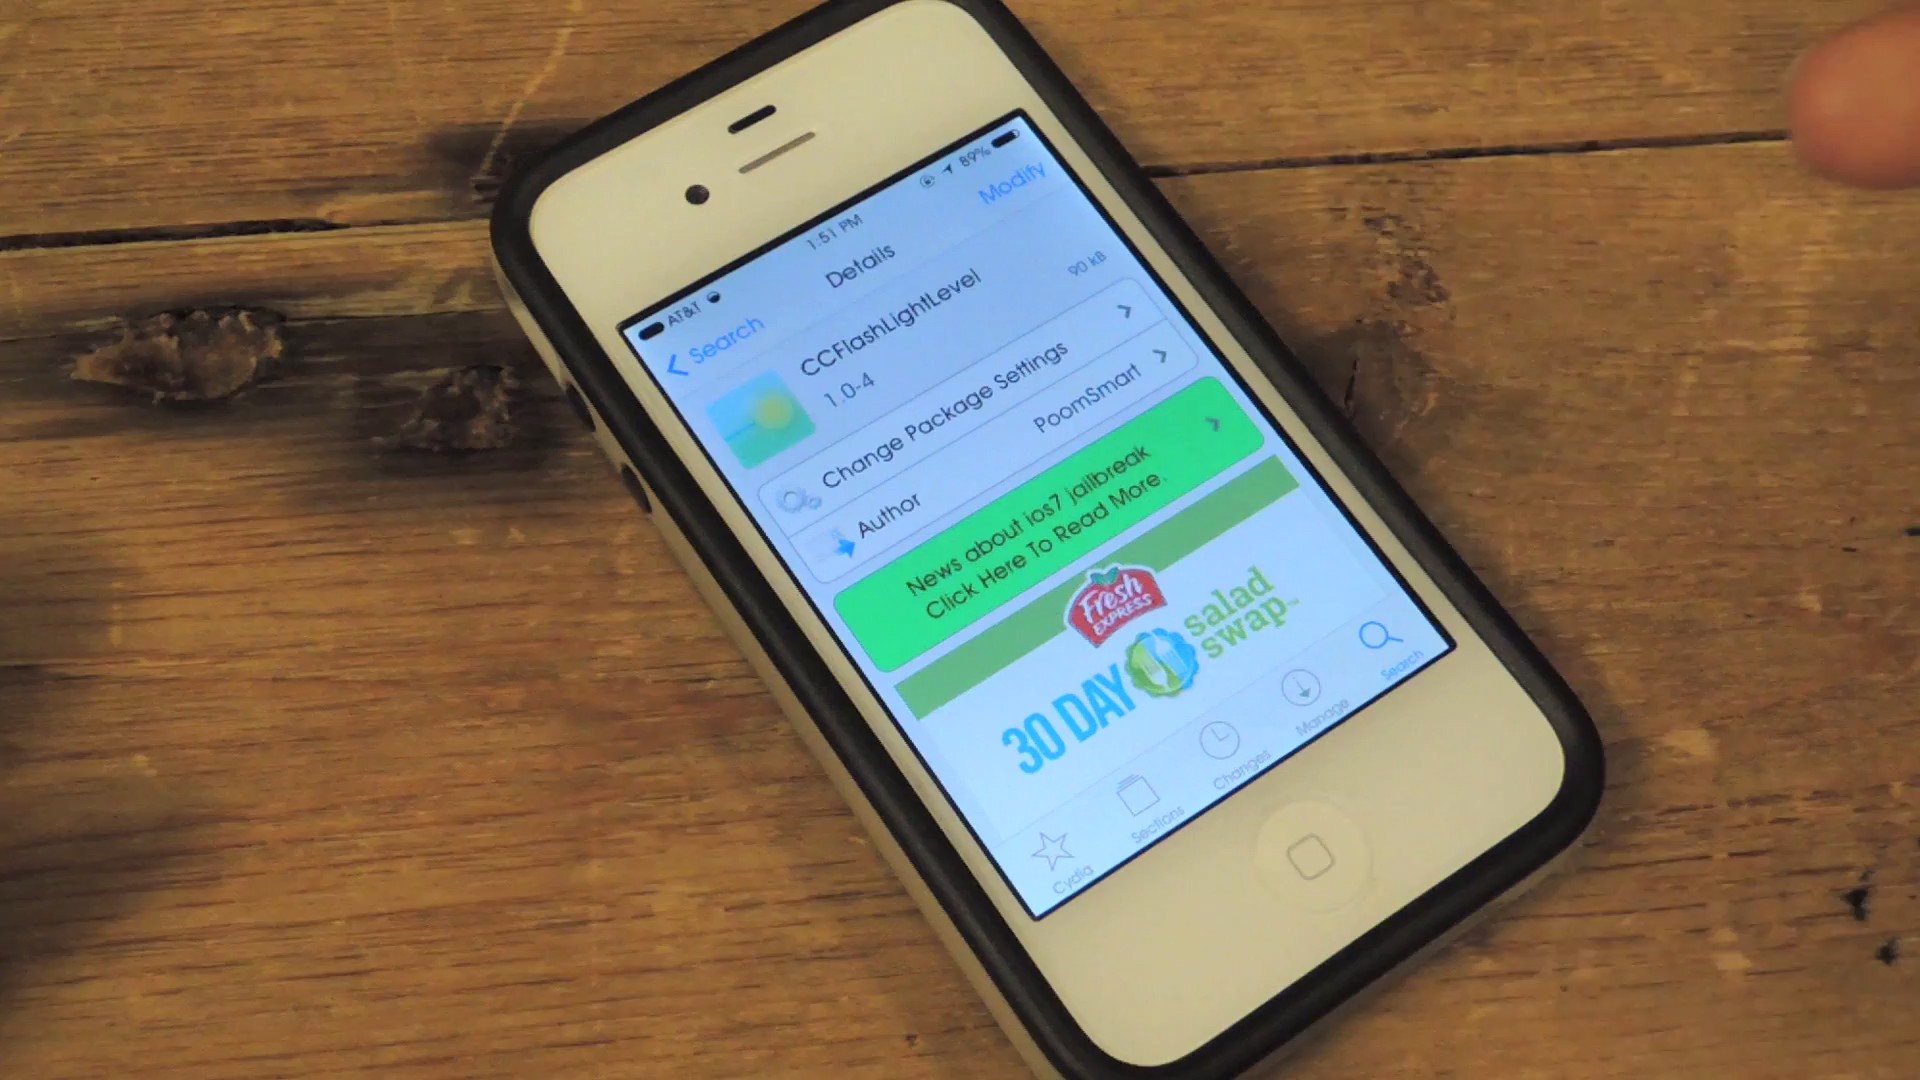 AT&T 1:51 PM 89%
Search Details Modify
CCFlashLightLevel
1.0-4 90 kB
Change Package Settings
Author PoomSmart
News about ios7 jailbreak
Click Here To Read More.
Fresh
EXPRESS
30 DAY salad
swap™
Cydia Sections Changes Manage Search